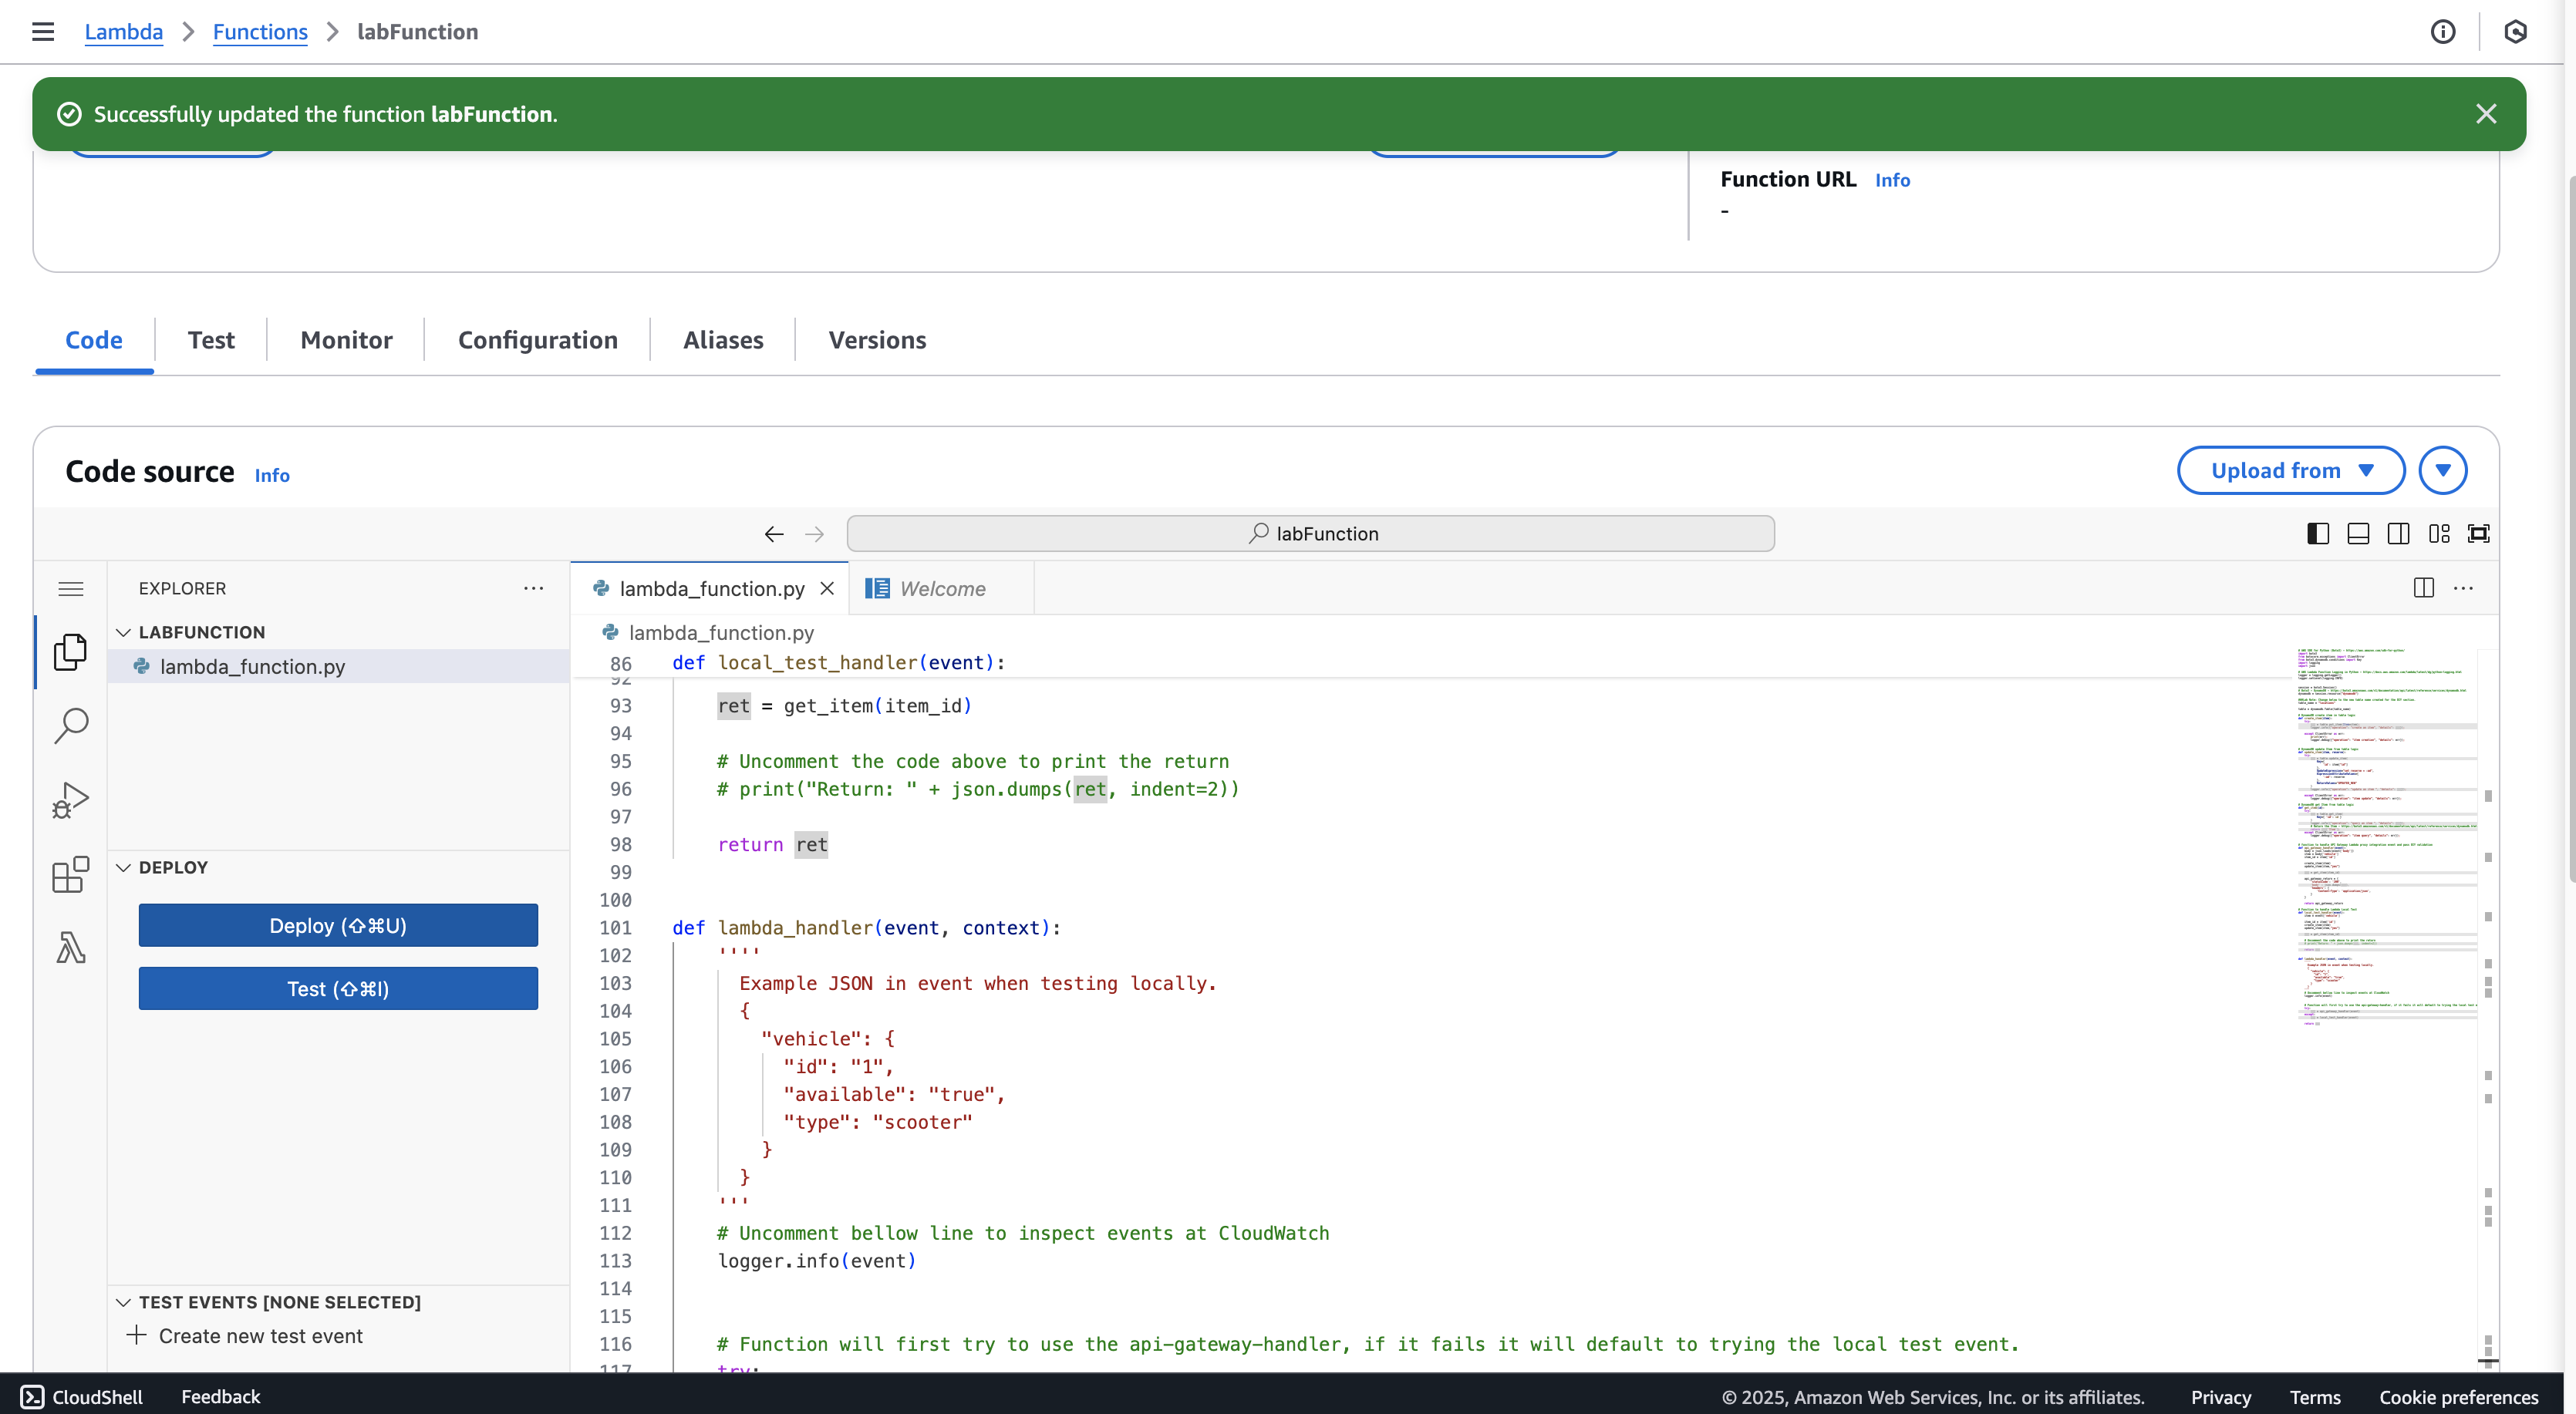 Lambda > Functions > labFunction
Successfully updated the function labFunction.
Function URL Info
-
Code Test Monitor Configuration Aliases Versions
Code source Info
Upload from
labFunction
EXPLORER
LABFUNCTION
lambda_function.py
DEPLOY
Deploy (⇧⌘U)
Test (⇧⌘I)
TEST EVENTS [NONE SELECTED]
Create new test event
lambda_function.py Welcome
lambda_function.py
86 def local_test_handler(event):
92
93 ret = get_item(item_id)
94
95 # Uncomment the code above to print the return
96 # print("Return: " + json.dumps(ret, indent=2))
97
98 return ret
99
100
101 def lambda_handler(event, context):
102 ''''
103 Example JSON in event when testing locally.
104 {
105 "vehicle": {
106 "id": "1",
107 "available": "true",
108 "type": "scooter"
109 }
110 }
111 '''
112 # Uncomment bellow line to inspect events at CloudWatch
113 logger.info(event)
114
115
116 # Function will first try to use the api-gateway-handler, if it fails it will default to trying the local test event.
117 try:
CloudShell Feedback
© 2025, Amazon Web Services, Inc. or its affiliates. Privacy Terms Cookie preferences